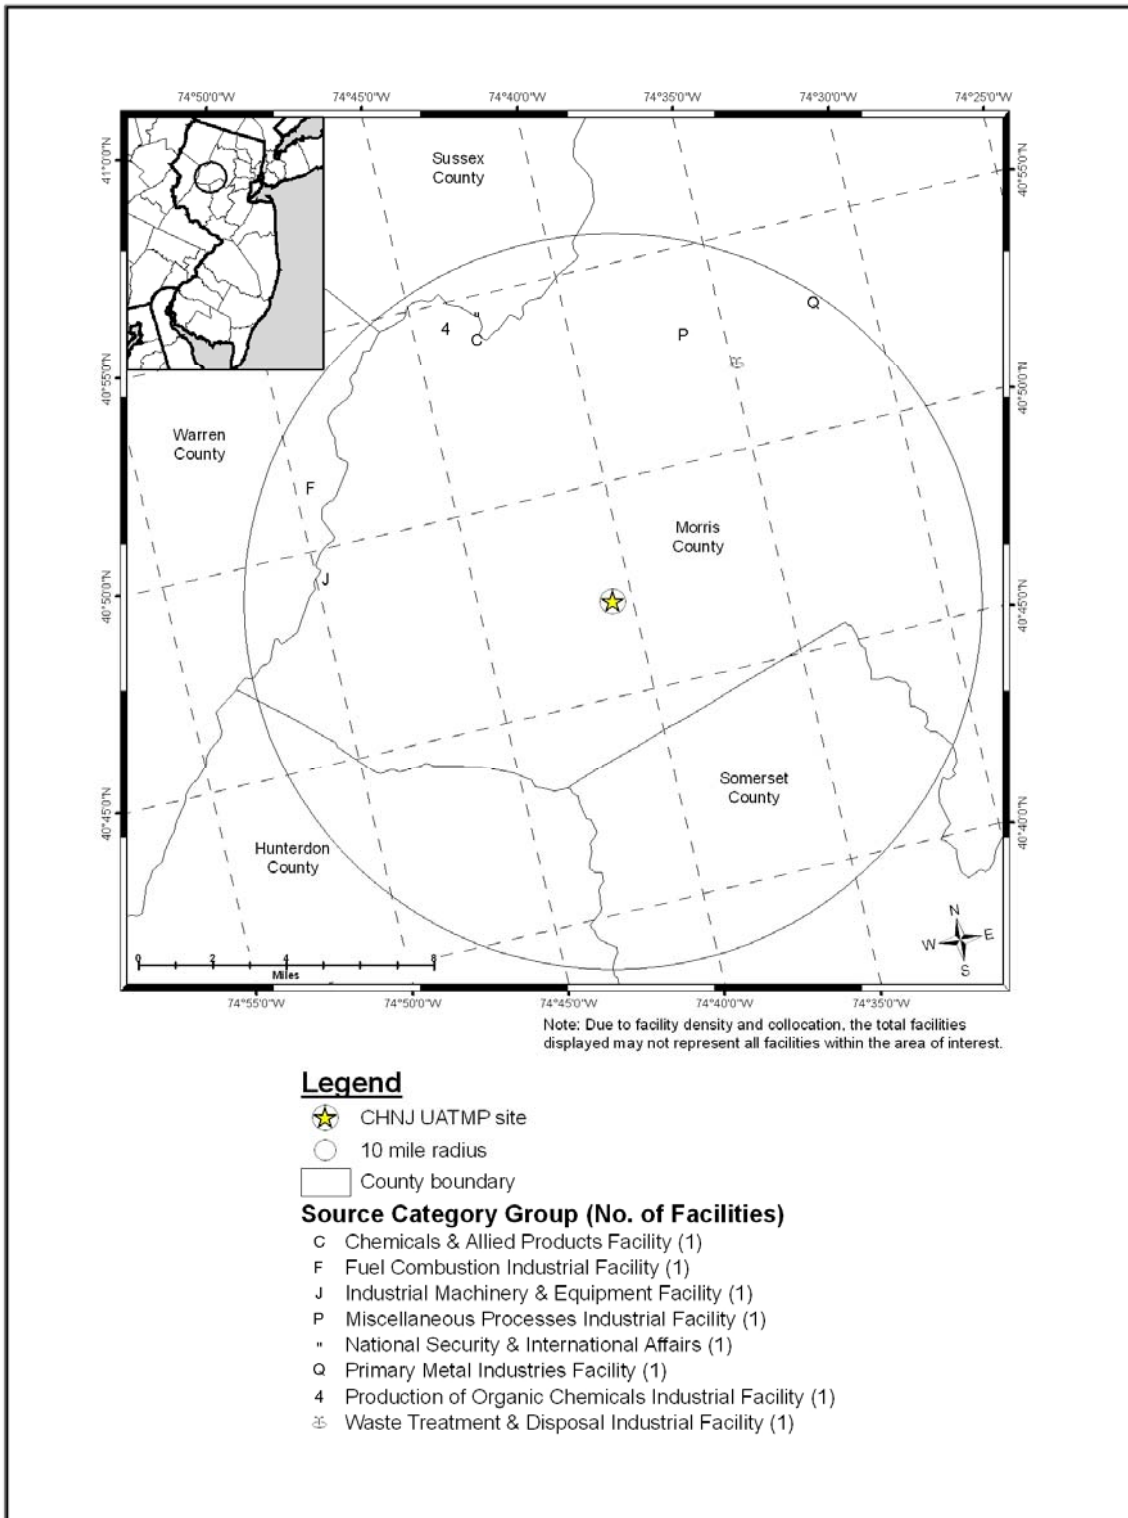 74°50'0"W 74°45'0"W 74°40'0"W 74°35'0"W 74°30'0"W 74°25'0"W
41°0'0"N
40°55'0"N
40°50'0"N
40°45'0"N
40°55'0"N
40°50'0"N
40°45'0"N
40°40'0"N
Sussex
County
Q
"
4
C
P
Warren
County
F
Morris
County
J
Somerset
County
Hunterdon
County
N
W E
S
0 2 4 8
Miles
74°55'0"W 74°50'0"W 74°45'0"W 74°40'0"W 74°35'0"W
Note: Due to facility density and collocation, the total facilities
displayed may not represent all facilities within the area of interest.
Legend
CHNJ UATMP site
10 mile radius
County boundary
Source Category Group (No. of Facilities)
C Chemicals & Allied Products Facility (1)
F Fuel Combustion Industrial Facility (1)
J Industrial Machinery & Equipment Facility (1)
P Miscellaneous Processes Industrial Facility (1)
" National Security & International Affairs (1)
Q Primary Metal Industries Facility (1)
4 Production of Organic Chemicals Industrial Facility (1)
Waste Treatment & Disposal Industrial Facility (1)